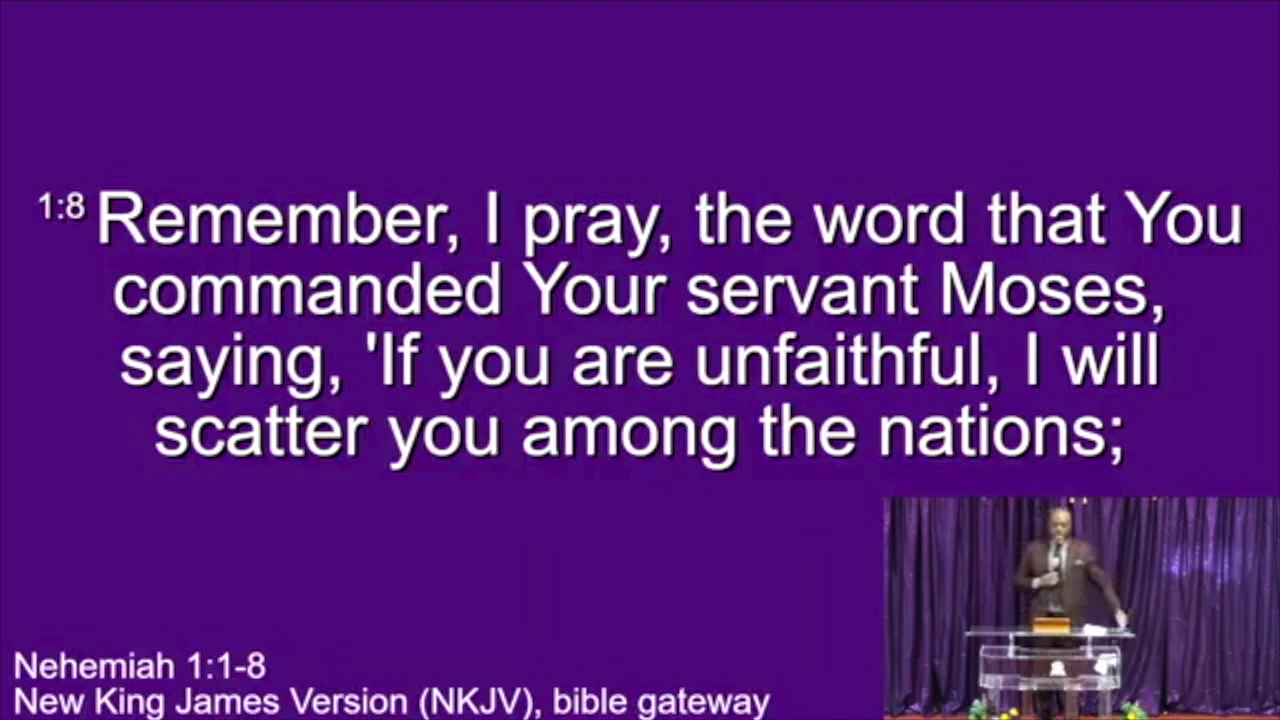 1:8 Remember, I pray, the word that You
commanded Your servant Moses,
saying, 'If you are unfaithful, I will
scatter you among the nations;
Nehemiah 1:1-8
New King James Version (NKJV), bible gateway